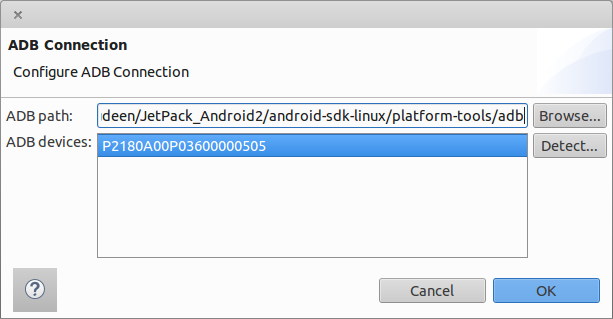 ADB Connection
Configure ADB Connection
ADB path: deen/JetPack_Android2/android-sdk-linux/platform-tools/adb Browse...
ADB devices: P2180A00P03600000505 Detect...
? Cancel OK